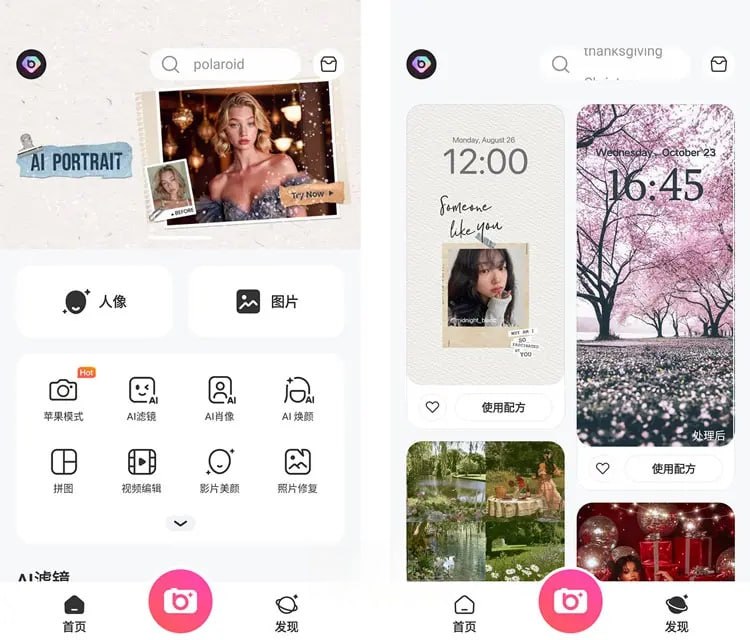 polaroid
AI PORTRAIT
BEFORE
Try Now
人像
图片
Hot
苹果模式
AI滤镜
AI肖像
AI 焕颜
拼图
视频编辑
影片美颜
照片修复
AI滤镜
首页
发现
thanksgiving
Monday, August 26
12:00
Someone
like you
WHY AM I
SO
FASCINATED
BY YOU
使用配方
Wednesday, October 23
16:45
处理后
使用配方
首页
发现